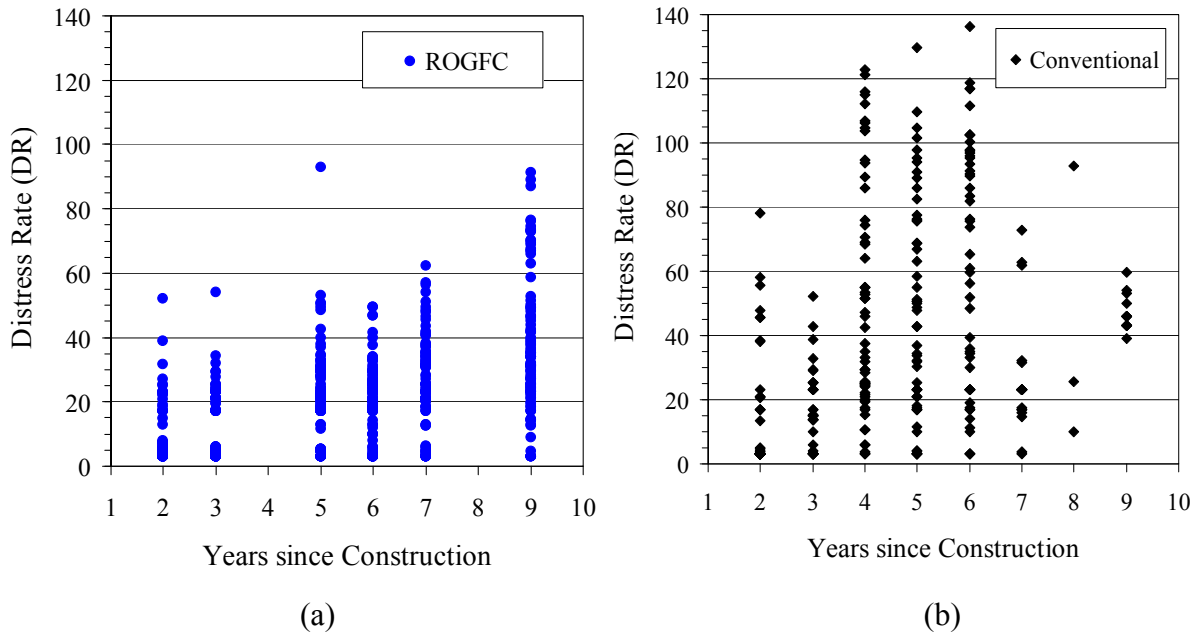 140
120
100
80
60
40
20
0
Distress Rate (DR)
ROGFC
1 2 3 4 5 6 7 8 9 10
Years since Construction
(a)
140
120
100
80
60
40
20
0
Distress Rate (DR)
Conventional
1 2 3 4 5 6 7 8 9 10
Years since Construction
(b)